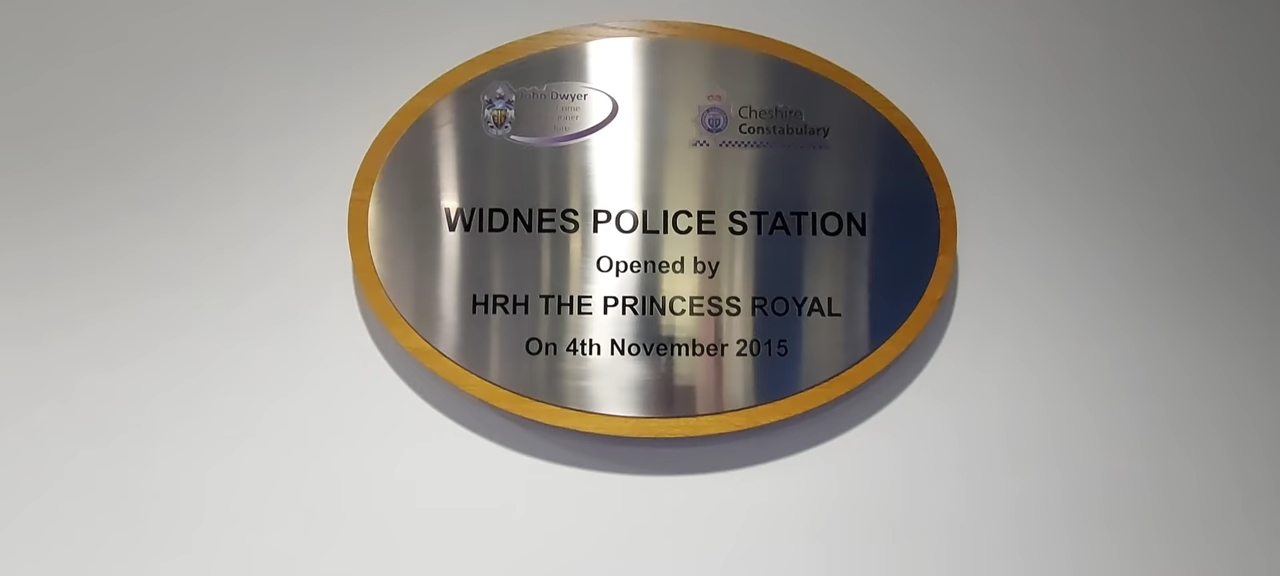 John Dwyer
Cheshire
Constabulary
WIDNES POLICE STATION
Opened by
HRH THE PRINCESS ROYAL
On 4th November 2015